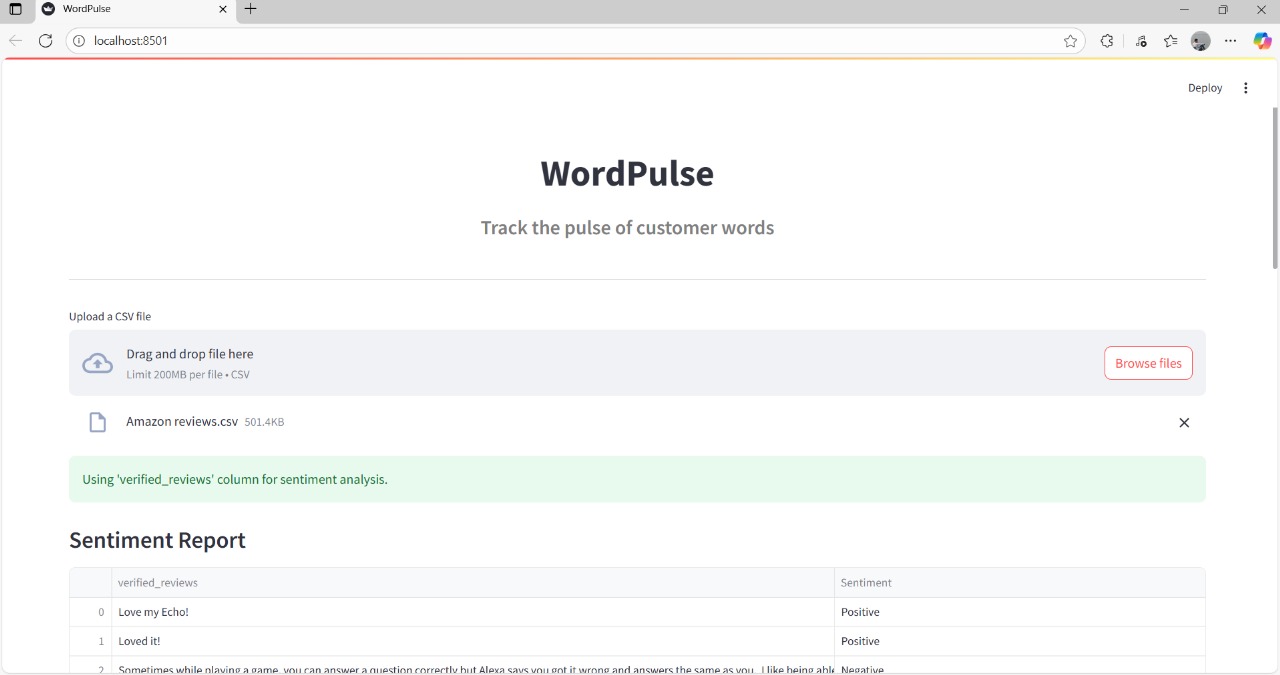 WordPulse
localhost:8501
Deploy
WordPulse
Track the pulse of customer words
Upload a CSV file
Drag and drop file here
Limit 200MB per file • CSV
Browse files
Amazon reviews.csv 501.4KB
Using 'verified_reviews' column for sentiment analysis.
Sentiment Report
verified_reviews Sentiment
0 Love my Echo! Positive
1 Loved it! Positive
2 Sometimes while playing a game, you can answer a question correctly but Alexa says you got it wrong and answers the same as you. I like being able Negative